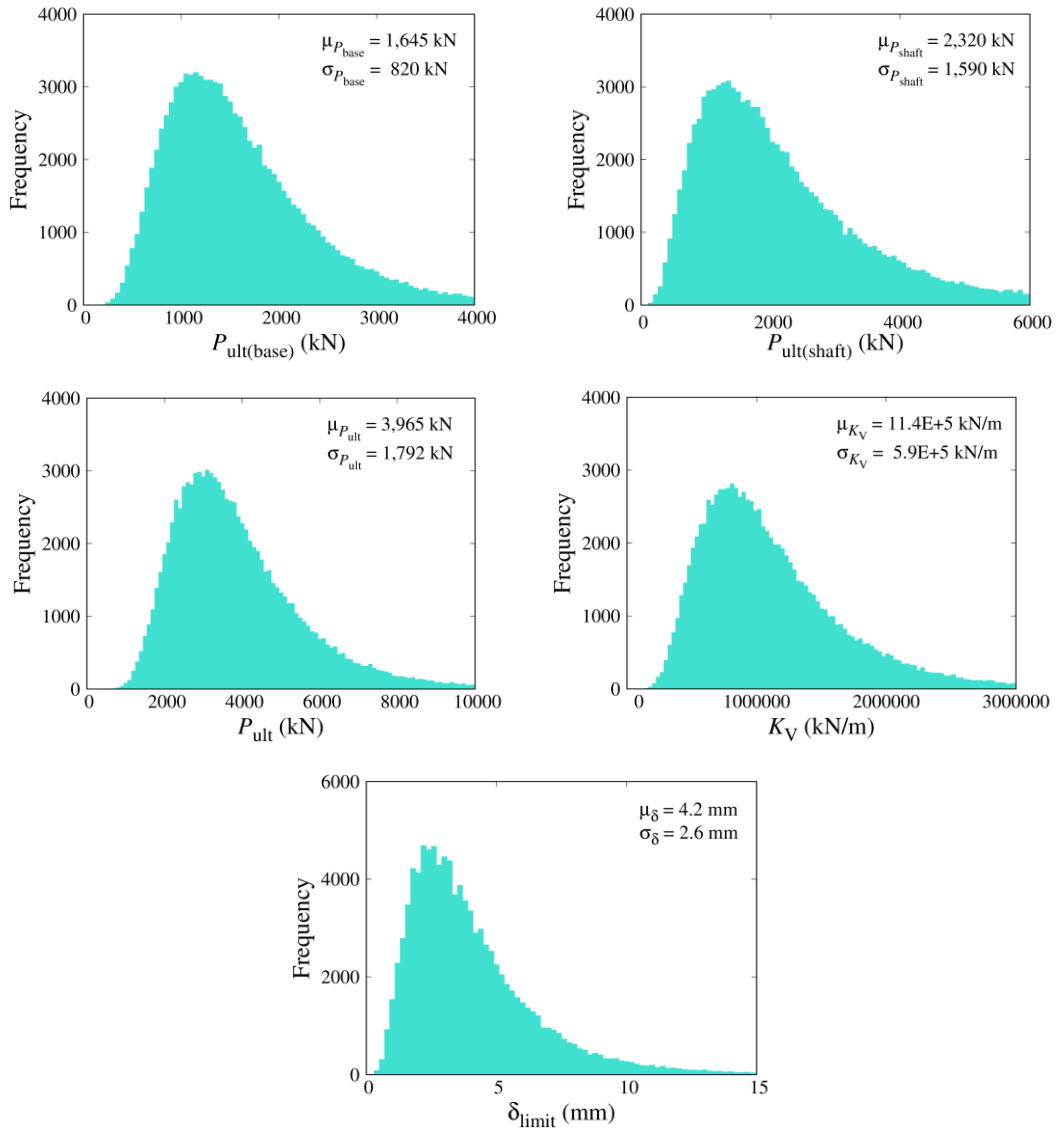 4000
3000
2000
1000
0
Frequency
μPbase = 1,645 kN
σPbase = 820 kN
0 1000 2000 3000 4000
Pult(base) (kN)
4000
3000
2000
1000
0
Frequency
μPshaft = 2,320 kN
σPshaft = 1,590 kN
0 2000 4000 6000
Pult(shaft) (kN)
4000
3000
2000
1000
0
Frequency
μPult = 3,965 kN
σPult = 1,792 kN
0 2000 4000 6000 8000 10000
Pult (kN)
4000
3000
2000
1000
0
Frequency
μKV = 11.4E+5 kN/m
σKV = 5.9E+5 kN/m
0 1000000 2000000 3000000
KV (kN/m)
6000
4000
2000
0
Frequency
μδ = 4.2 mm
σδ = 2.6 mm
0 5 10 15
δlimit (mm)